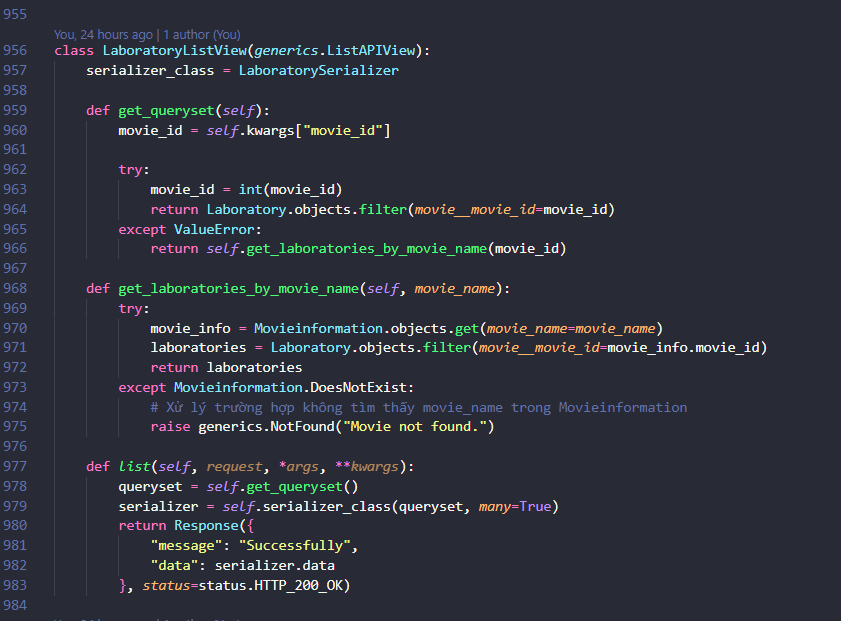 955
You, 24 hours ago | 1 author (You)
956 class LaboratoryListView(generics.ListAPIView):
957     serializer_class = LaboratorySerializer
958
959     def get_queryset(self):
960         movie_id = self.kwargs["movie_id"]
961
962         try:
963             movie_id = int(movie_id)
964             return Laboratory.objects.filter(movie__movie_id=movie_id)
965         except ValueError:
966             return self.get_laboratories_by_movie_name(movie_id)
967
968     def get_laboratories_by_movie_name(self, movie_name):
969         try:
970             movie_info = Movieinformation.objects.get(movie_name=movie_name)
971             laboratories = Laboratory.objects.filter(movie__movie_id=movie_info.movie_id)
972             return laboratories
973         except Movieinformation.DoesNotExist:
974             # Xử lý trường hợp không tìm thấy movie_name trong Movieinformation
975             raise generics.NotFound("Movie not found.")
976
977     def list(self, request, *args, **kwargs):
978         queryset = self.get_queryset()
979         serializer = self.serializer_class(queryset, many=True)
980         return Response({
981             "message": "Successfully",
982             "data": serializer.data
983         }, status=status.HTTP_200_OK)
984